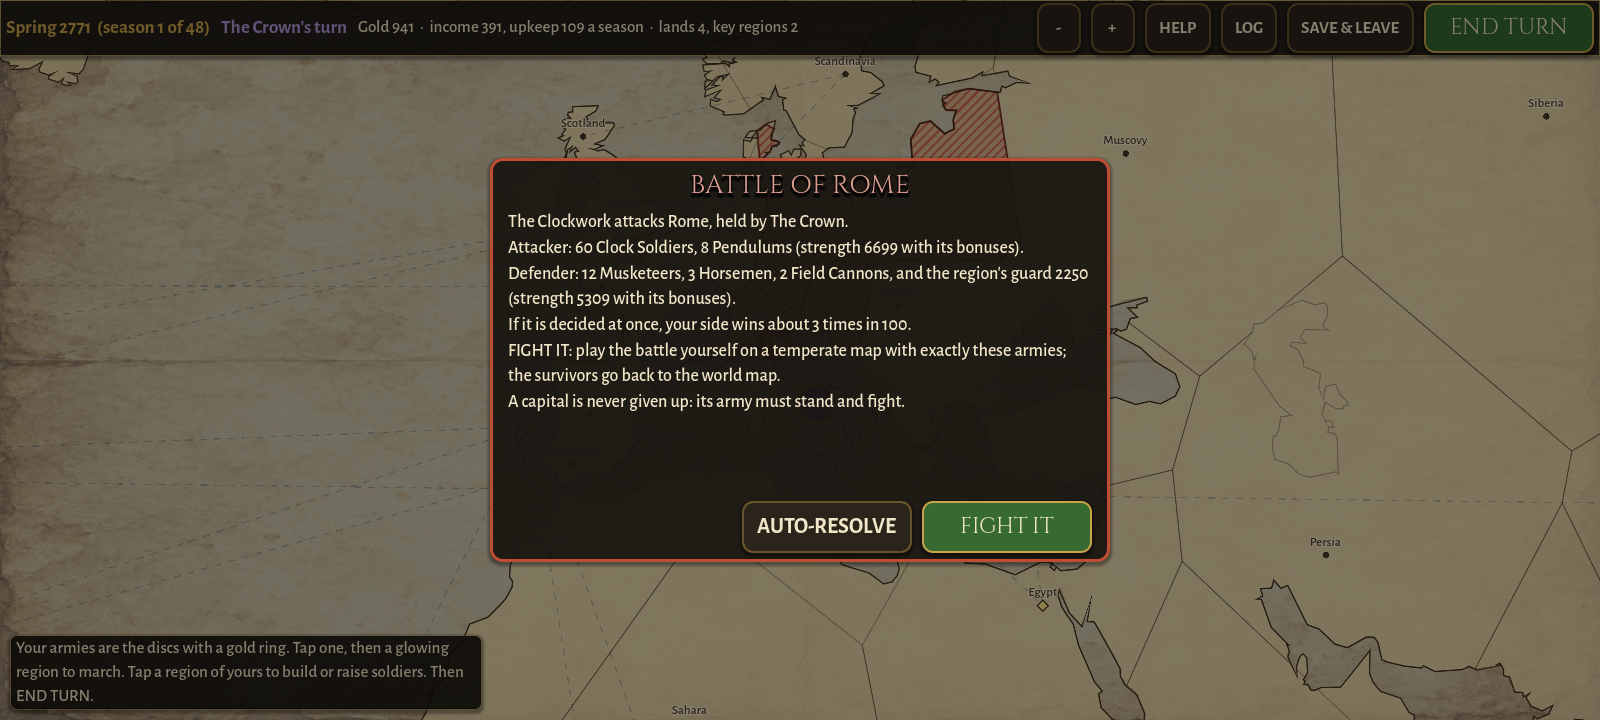 Spring 2771 (season 1 of 48) The Crown's turn Gold 941 · income 391, upkeep 109 a season · lands 4, key regions 2
- + HELP LOG SAVE & LEAVE END TURN
Scandinavia
Siberia
Scotland
Muscovy
BATTLE OF ROME
The Clockwork attacks Rome, held by The Crown.
Attacker: 60 Clock Soldiers, 8 Pendulums (strength 6699 with its bonuses).
Defender: 12 Musketeers, 3 Horsemen, 2 Field Cannons, and the region's guard 2250
(strength 5309 with its bonuses).
If it is decided at once, your side wins about 3 times in 100.
FIGHT IT: play the battle yourself on a temperate map with exactly these armies;
the survivors go back to the world map.
A capital is never given up: its army must stand and fight.
AUTO-RESOLVE FIGHT IT
Persia
Egypt
Your armies are the discs with a gold ring. Tap one, then a glowing
region to march. Tap a region of yours to build or raise soldiers. Then
END TURN.
Sahara